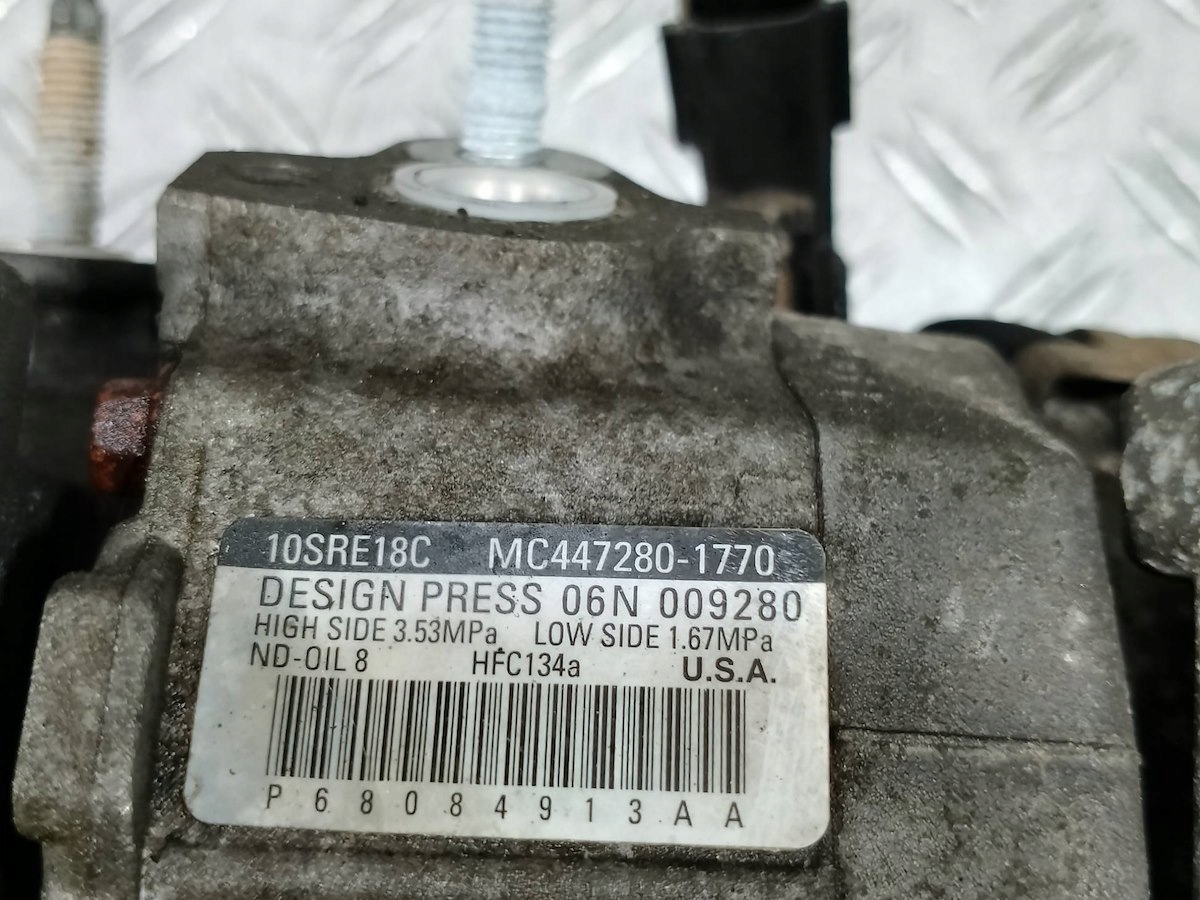 10SRE18C MC447280-1770
DESIGN PRESS 06N 009280
HIGH SIDE 3.53MPa LOW SIDE 1.67MPa
ND-OIL 8 HFC134a U.S.A.
P68084913AA